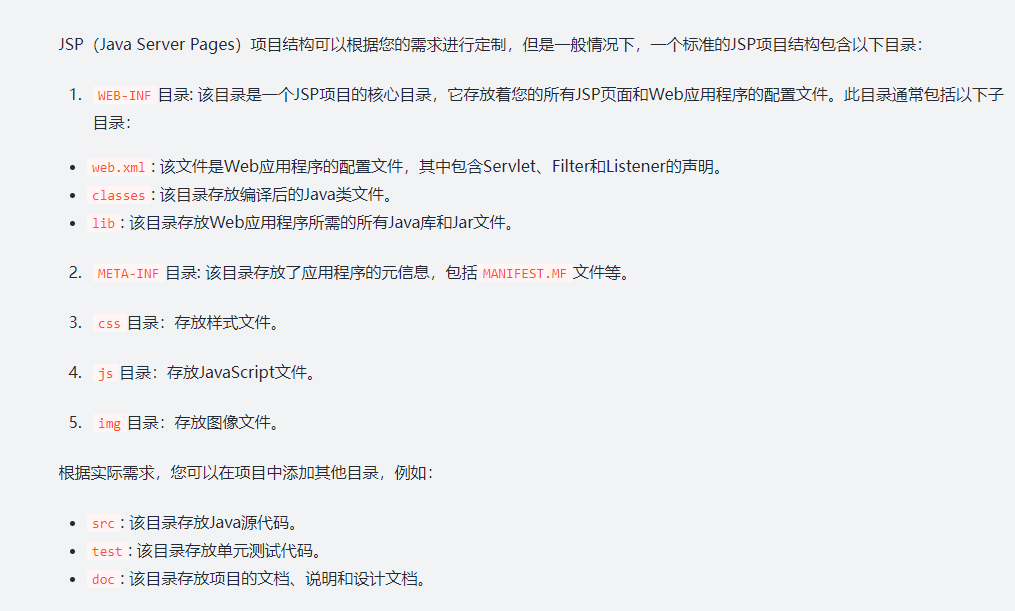 JSP（Java Server Pages）项目结构可以根据您的需求进行定制，但是一般情况下，一个标准的JSP项目结构包含以下目录：
1. WEB-INF 目录: 该目录是一个JSP项目的核心目录，它存放着您的所有JSP页面和Web应用程序的配置文件。此目录通常包括以下子
目录：
• web.xml : 该文件是Web应用程序的配置文件，其中包含Servlet、Filter和Listener的声明。
• classes : 该目录存放编译后的Java类文件。
• lib : 该目录存放Web应用程序所需的所有Java库和Jar文件。
2. META-INF 目录: 该目录存放了应用程序的元信息，包括 MANIFEST.MF 文件等。
3. css 目录：存放样式文件。
4. js 目录：存放JavaScript文件。
5. img 目录：存放图像文件。
根据实际需求，您可以在项目中添加其他目录，例如：
• src : 该目录存放Java源代码。
• test : 该目录存放单元测试代码。
• doc : 该目录存放项目的文档、说明和设计文档。